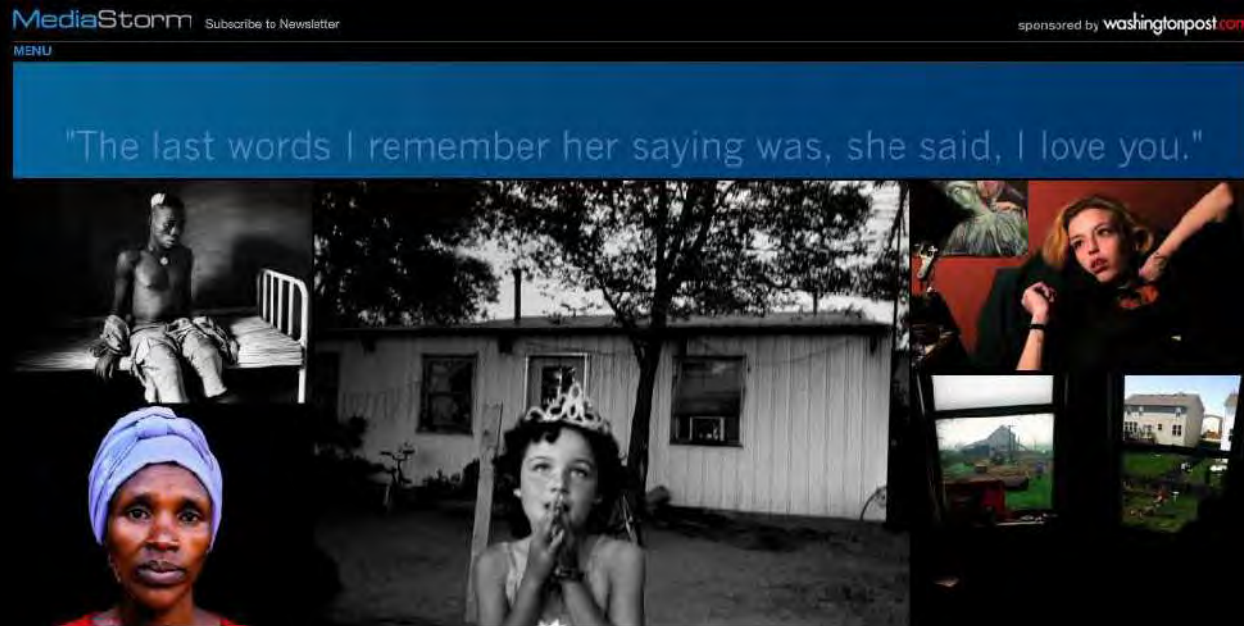 MediaStorm Subscribe to Newsletter sponsored by washingtonpost.com
MENU
"The last words I remember her saying was, she said, I love you."